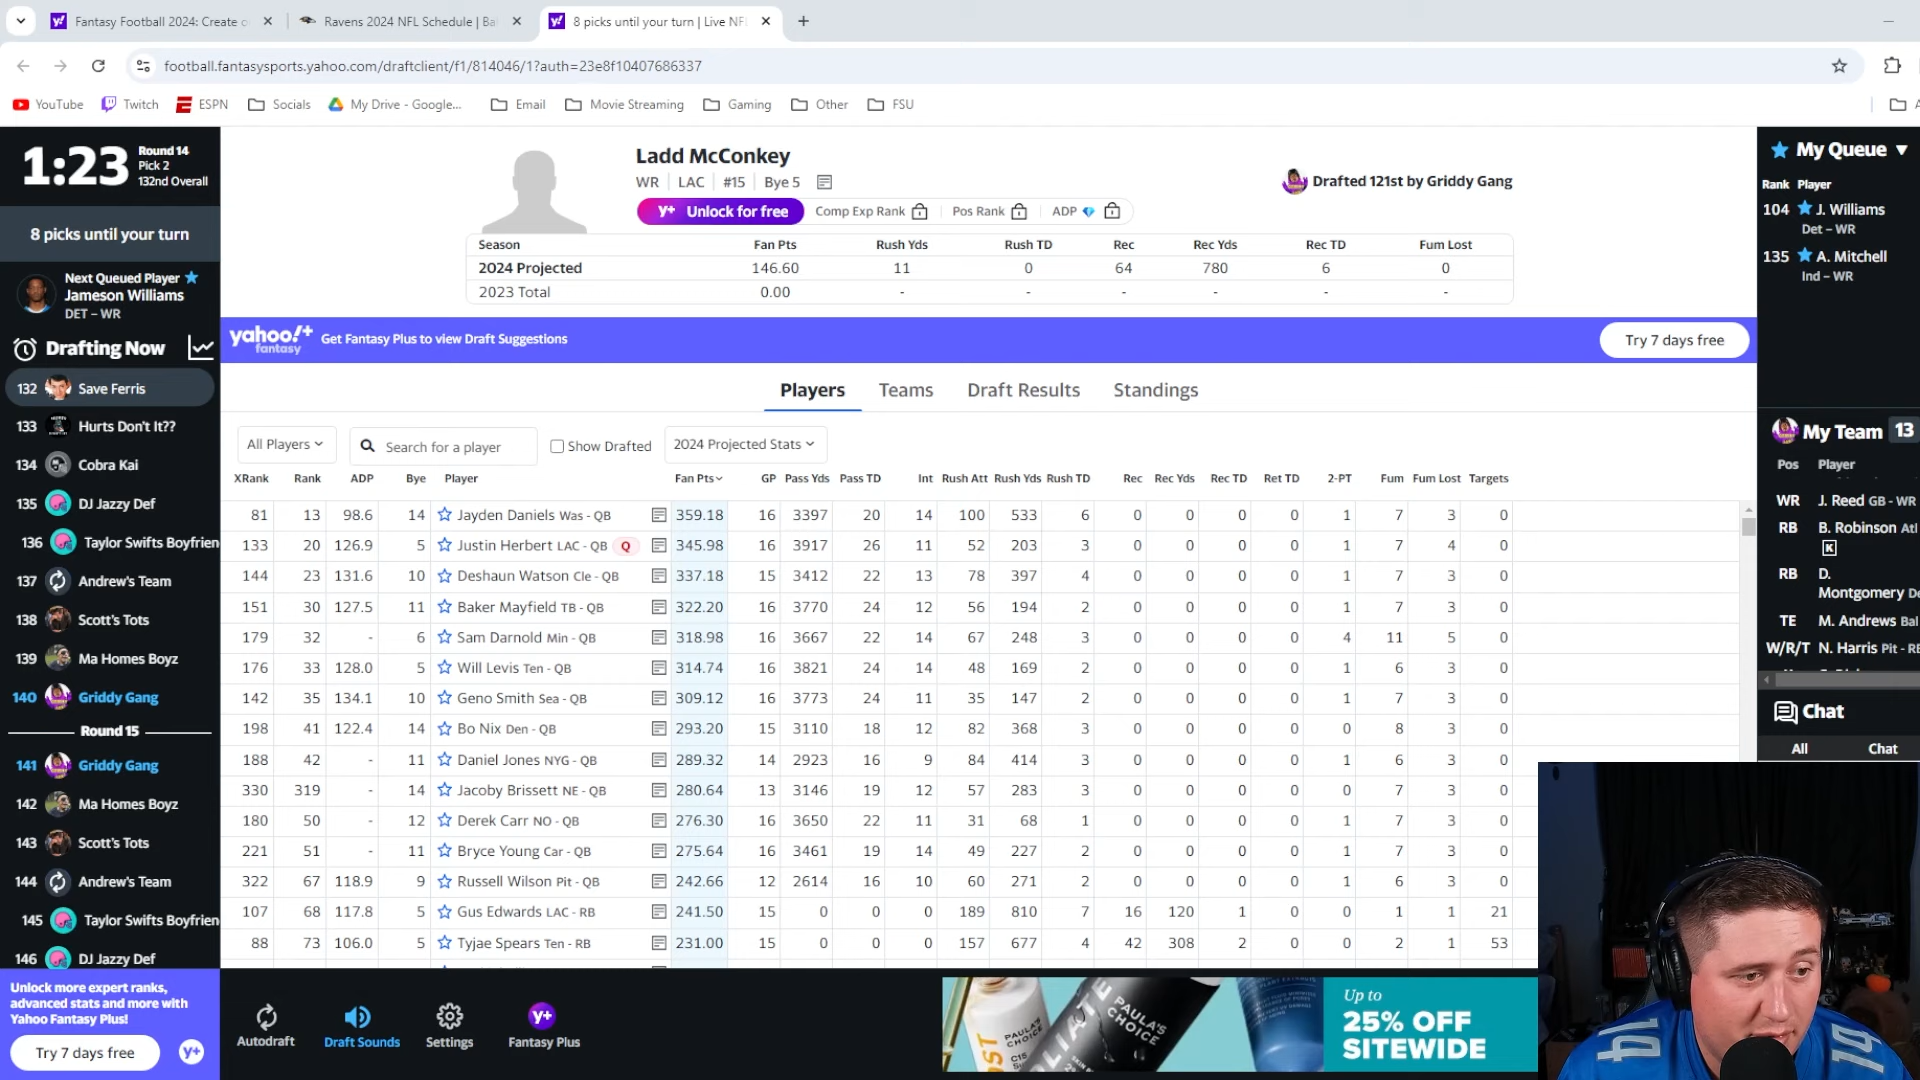 Fantasy Football 2024: Create o
Ravens 2024 NFL Schedule | Bal
8 picks until your turn | Live NFL
football.fantasysports.yahoo.com/draftclient/f1/814046/1?auth=23e8f10407686337
YouTube Twitch ESPN Socials My Drive - Google... Email Movie Streaming Gaming Other FSU
1:23
Round 14
Pick 2
132nd Overall
8 picks until your turn
Next Queued Player
Jameson Williams
DET – WR
Drafting Now
132 Save Ferris
133 Hurts Don't It??
134 Cobra Kai
135 DJ Jazzy Def
136 Taylor Swifts Boyfrien
137 Andrew's Team
138 Scott's Tots
139 Ma Homes Boyz
140 Griddy Gang
Round 15
141 Griddy Gang
142 Ma Homes Boyz
143 Scott's Tots
144 Andrew's Team
145 Taylor Swifts Boyfrien
146 DJ Jazzy Def
Unlock more expert ranks,
advanced stats and more with
Yahoo Fantasy Plus!
Try 7 days free y+
Ladd McConkey
WR LAC #15 Bye 5
y+ Unlock for free Comp Exp Rank Pos Rank ADP
Drafted 121st by Griddy Gang
Season Fan Pts Rush Yds Rush TD Rec Rec Yds Rec TD Fum Lost
2024 Projected 146.60 11 0 64 780 6 0
2023 Total 0.00 - - - - - -
yahoo!+
fantasy
Get Fantasy Plus to view Draft Suggestions
Try 7 days free
Players Teams Draft Results Standings
All Players Search for a player Show Drafted 2024 Projected Stats
XRank Rank ADP Bye Player Fan Pts GP Pass Yds Pass TD Int Rush Att Rush Yds Rush TD Rec Rec Yds Rec TD Ret TD 2-PT Fum Fum Lost Targets
81 13 98.6 14 Jayden Daniels Was - QB 359.18 16 3397 20 14 100 533 6 0 0 0 0 1 7 3 0
133 20 126.9 5 Justin Herbert LAC - QB Q 345.98 16 3917 26 11 52 203 3 0 0 0 0 1 7 4 0
144 23 131.6 10 Deshaun Watson Cle - QB 337.18 15 3412 22 13 78 397 4 0 0 0 0 1 7 3 0
151 30 127.5 11 Baker Mayfield TB - QB 322.20 16 3770 24 12 56 194 2 0 0 0 0 1 7 3 0
179 32 - 6 Sam Darnold Min - QB 318.98 16 3667 22 14 67 248 3 0 0 0 0 4 11 5 0
176 33 128.0 5 Will Levis Ten - QB 314.74 16 3821 24 14 48 169 2 0 0 0 0 1 6 3 0
142 35 134.1 10 Geno Smith Sea - QB 309.12 16 3773 24 11 35 147 2 0 0 0 0 1 7 3 0
198 41 122.4 14 Bo Nix Den - QB 293.20 15 3110 18 12 82 368 3 0 0 0 0 0 8 3 0
188 42 - 11 Daniel Jones NYG - QB 289.32 14 2923 16 9 84 414 3 0 0 0 0 1 6 3 0
330 319 - 14 Jacoby Brissett NE - QB 280.64 13 3146 19 12 57 283 3 0 0 0 0 0 7 3 0
180 50 - 12 Derek Carr NO - QB 276.30 16 3650 22 11 31 68 1 0 0 0 0 1 7 3 0
221 51 - 11 Bryce Young Car - QB 275.64 16 3461 19 14 49 227 2 0 0 0 0 1 7 3 0
322 67 118.9 9 Russell Wilson Pit - QB 242.66 12 2614 16 10 60 271 2 0 0 0 0 1 6 3 0
107 68 117.8 5 Gus Edwards LAC - RB 241.50 15 0 0 0 189 810 7 16 120 1 0 0 1 1 21
88 73 106.0 5 Tyjae Spears Ten - RB 231.00 15 0 0 0 157 677 4 42 308 2 0 0 2 1 53
Autodraft Draft Sounds Settings Fantasy Plus
PAULA'S
CHOICE
Up to
25% OFF
SITEWIDE
My Queue
Rank Player
104 J. Williams
Det – WR
135 A. Mitchell
Ind – WR
My Team 13
Pos Player
WR J. Reed GB - WR
RB B. Robinson Atl
K
RB D.
Montgomery De
TE M. Andrews Bal
W/R/T N. Harris Pit - RB
Chat
All Chat
14